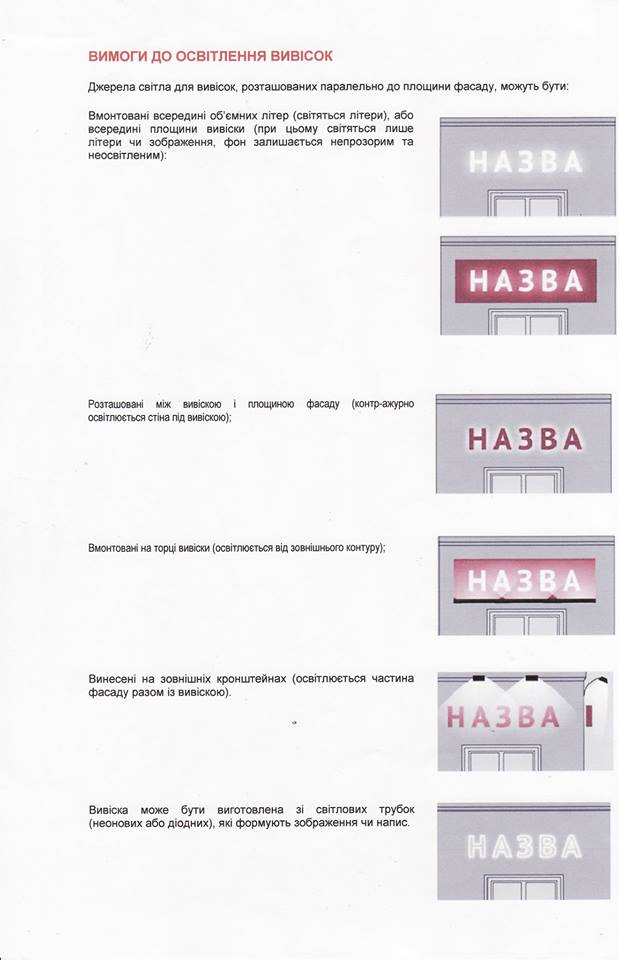 ВИМОГИ ДО ОСВІТЛЕННЯ ВИВІСОК
Джерела світла для вивісок, розташованих паралельно до площини фасаду, можуть бути:
Вмонтовані всередині об'ємних літер (світяться літери), або
всередині площини вивіски (при цьому світяться лише
літери чи зображення, фон залишається непрозорим та
неосвітленим):
НАЗВА
НАЗВА
Розташовані між вивіскою і площиною фасаду (контр-ажурно
освітлюється стіна під вивіскою);
НАЗВА
Вмонтовані на торці вивіски (освітлюється від зовнішнього контуру);
НАЗВА
Винесені на зовнішніх кронштейнах (освітлюється частина
фасаду разом із вивіскою).
НАЗВА
Вивіска може бути виготовлена зі світлових трубок
(неонових або діодних), які формують зображення чи напис.
НАЗВА